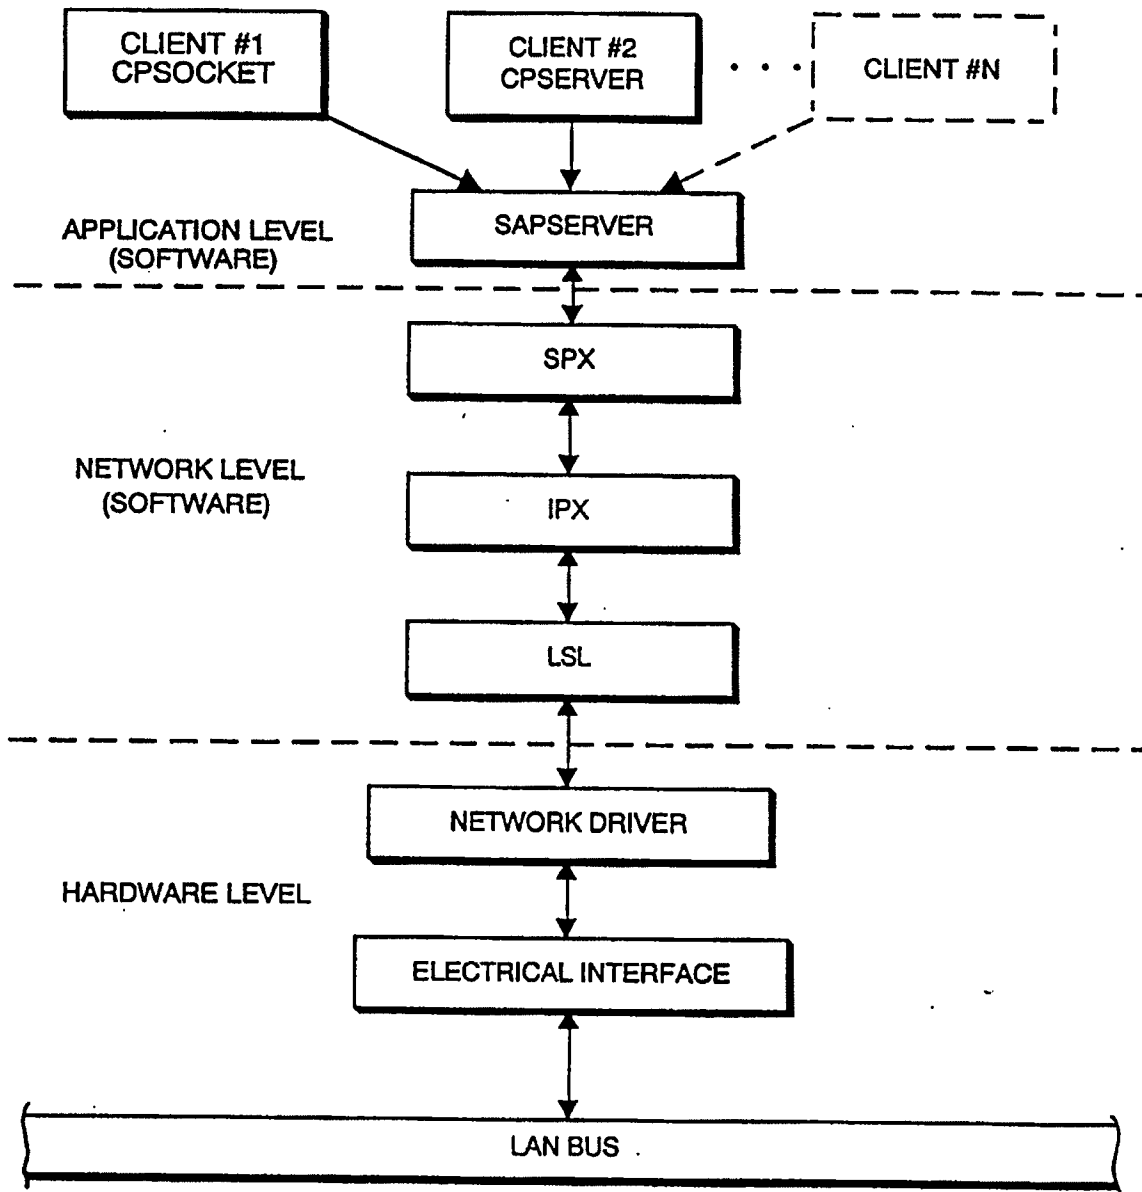 CLIENT #1
CPSOCKET
CLIENT #2
CPSERVER
. . .
CLIENT #N
SAPSERVER
APPLICATION LEVEL
(SOFTWARE)
SPX
NETWORK LEVEL
(SOFTWARE)
IPX
LSL
NETWORK DRIVER
HARDWARE LEVEL
ELECTRICAL INTERFACE
LAN BUS